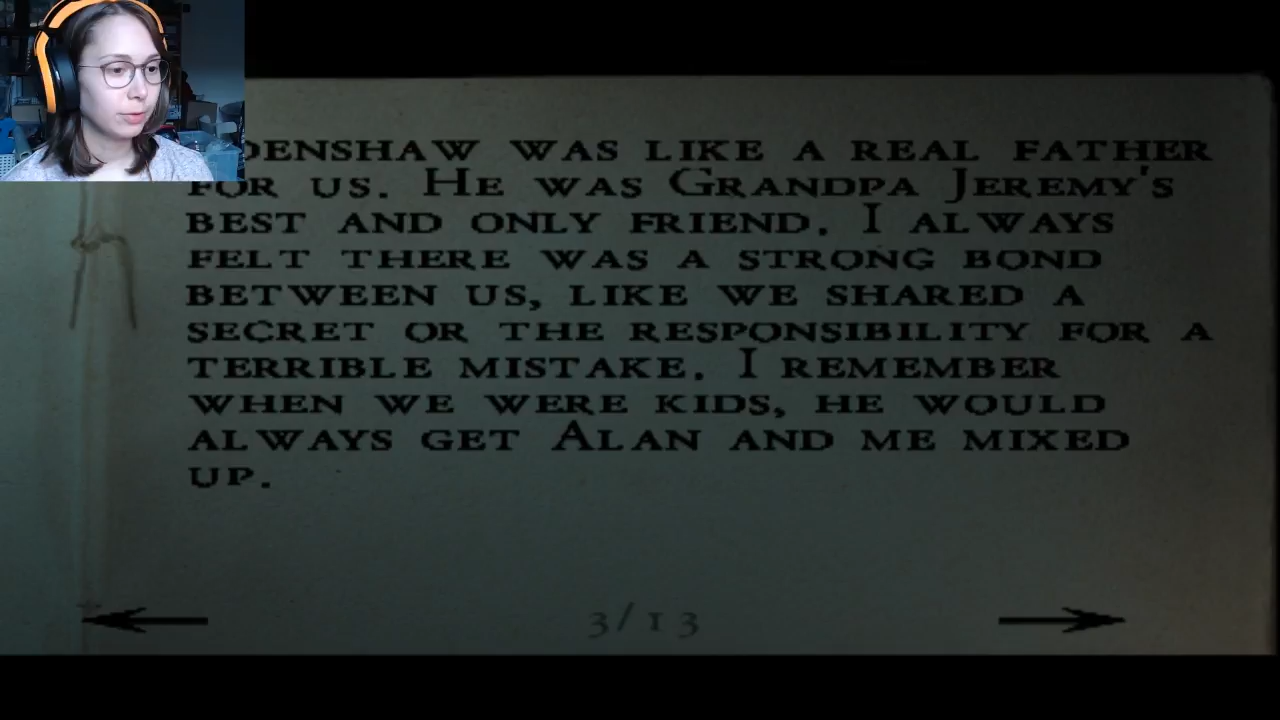 WAS LIKE A REAL FATHER
FOR US. HE WAS GRANDPA JEREMY'S
BEST AND ONLY FRIEND. I ALWAYS
FELT THERE WAS A STRONG BOND
BETWEEN US, LIKE WE SHARED A
SECRET OR THE RESPONSIBILITY FOR A
TERRIBLE MISTAKE. I REMEMBER
WHEN WE WERE KIDS, HE WOULD
ALWAYS GET ALAN AND ME MIXED
UP.
3/13